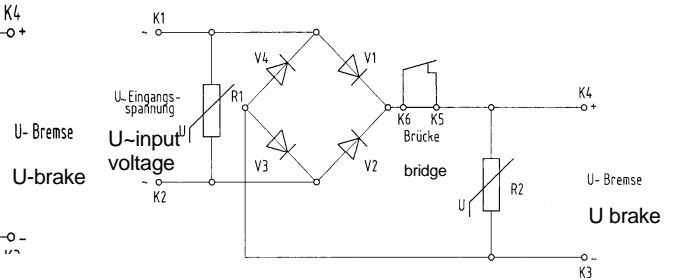 K4
+
U- Bremse
U-brake
-
K1
~
V4
V1
U~ Eingangs-
spannung
R1
U
U~input
voltage
V3
V2
~
K2
K6
K5
Brücke
bridge
K4
+
U
R2
U- Bremse
U brake
~
K3